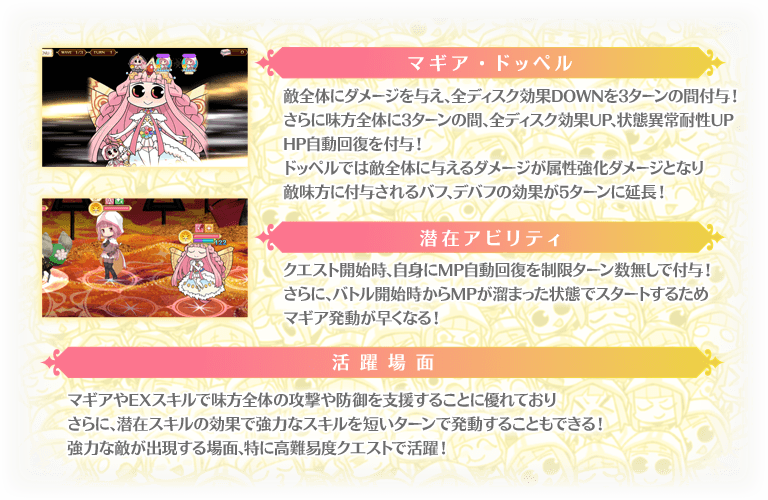 マギア・ドッペル
敵全体にダメージを与え、全ディスク効果DOWNを3ターンの間付与!
さらに味方全体に3ターンの間、全ディスク効果UP、状態異常耐性UP
HP自動回復を付与!
ドッペルでは敵全体に与えるダメージが属性強化ダメージとなり
敵味方に付与されるバフ、デバフの効果が5ターンに延長!
潜在アビリティ
クエスト開始時、自身にMP自動回復を制限ターン数無しで付与!
さらに、バトル開始時からMPが溜まった状態でスタートするため
マギア発動が早くなる!
活躍場面
マギアやEXスキルで味方全体の攻撃や防御を支援することに優れており
さらに、潜在スキルの効果で強力なスキルを短いターンで発動することもできる!
強力な敵が出現する場面、特に高難易度クエストで活躍!